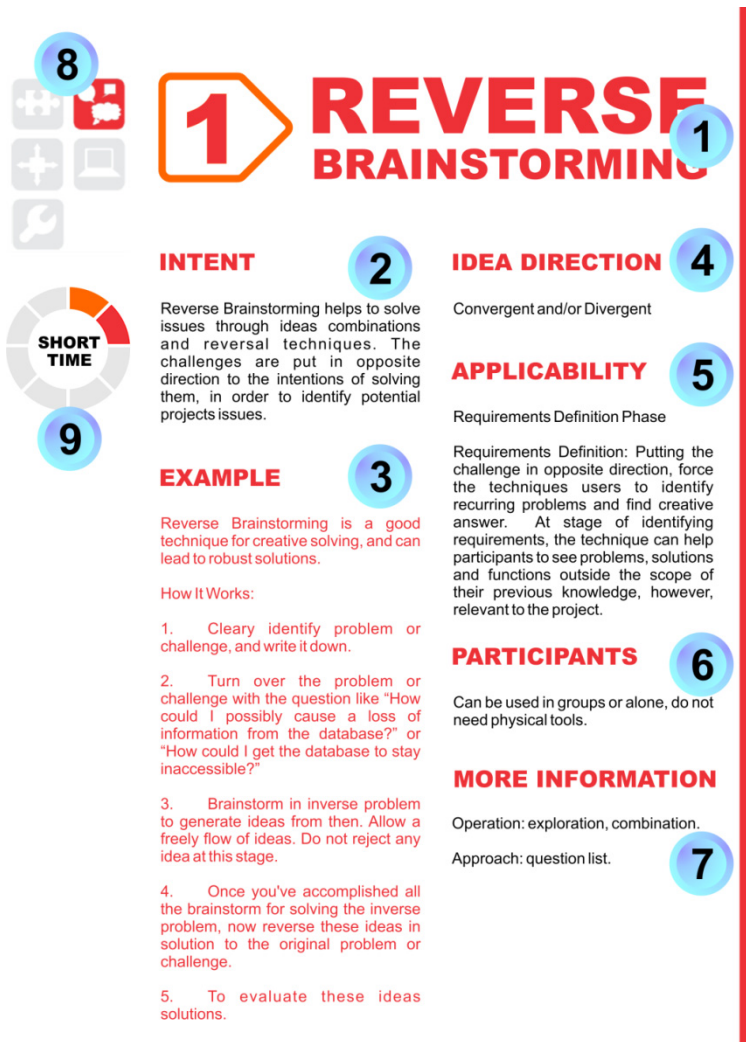 8
1
REVERSE
BRAINSTORMING
1
INTENT
2
Reverse Brainstorming helps to solve
issues through ideas combinations
and reversal techniques. The
challenges are put in opposite
direction to the intentions of solving
them, in order to identify potential
projects issues.
SHORT
TIME
9
EXAMPLE
3
Reverse Brainstorming is a good
technique for creative solving, and can
lead to robust solutions.
How It Works:
1. Cleary identify problem or
challenge, and write it down.
2. Turn over the problem or
challenge with the question like “How
could I possibly cause a loss of
information from the database?” or
“How could I get the database to stay
inaccessible?”
3. Brainstorm in inverse problem
to generate ideas from then. Allow a
freely flow of ideas. Do not reject any
idea at this stage.
4. Once you've accomplished all
the brainstorm for solving the inverse
problem, now reverse these ideas in
solution to the original problem or
challenge.
5. To evaluate these ideas
solutions.
IDEA DIRECTION
4
Convergent and/or Divergent
APPLICABILITY
5
Requirements Definition Phase
Requirements Definition: Putting the
challenge in opposite direction, force
the techniques users to identify
recurring problems and find creative
answer. At stage of identifying
requirements, the technique can help
participants to see problems, solutions
and functions outside the scope of
their previous knowledge, however,
relevant to the project.
PARTICIPANTS
6
Can be used in groups or alone, do not
need physical tools.
MORE INFORMATION
Operation: exploration, combination.
Approach: question list.
7